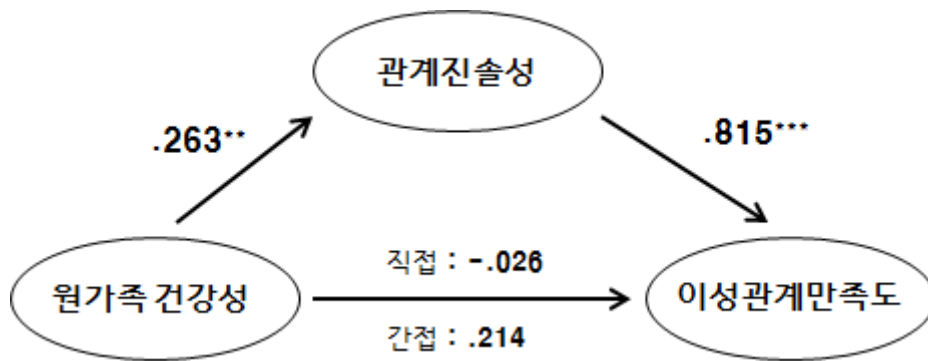 관계진솔성
.263**
.815***
직접 : -.026
원가족 건강성
이성관계만족도
간접 : .214